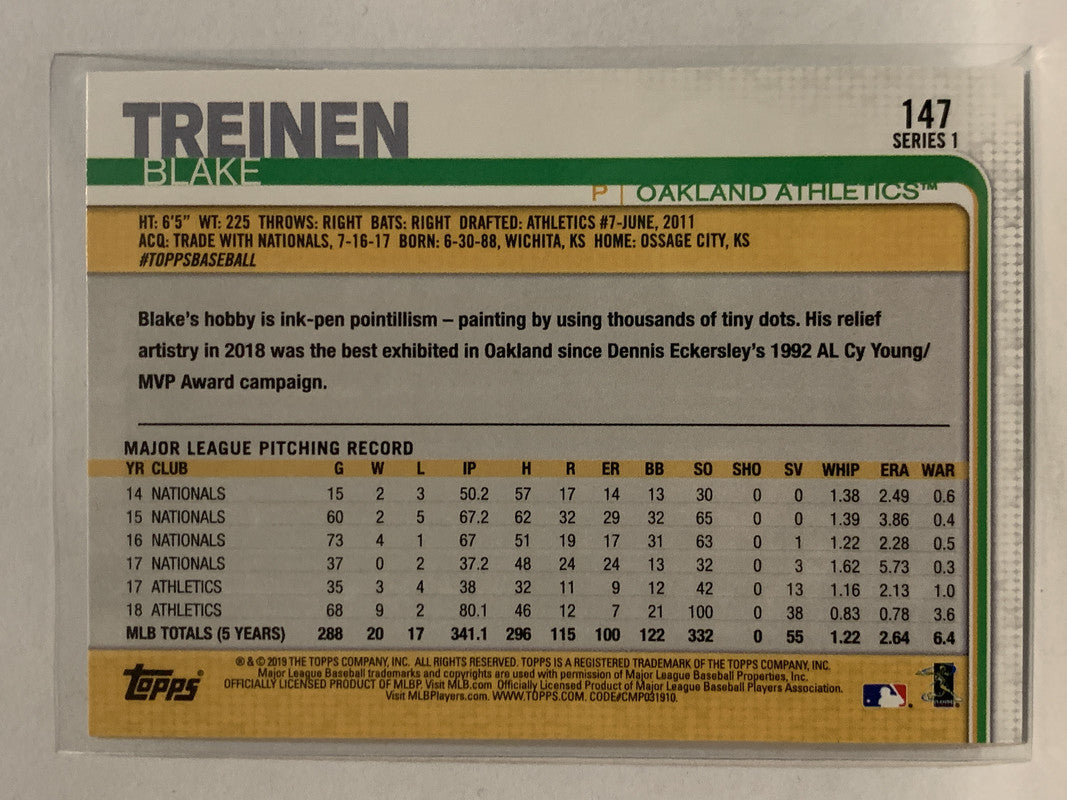 TREINEN
BLAKE
147
SERIES 1
P | OAKLAND ATHLETICS™
HT: 6'5" WT: 225 THROWS: RIGHT BATS: RIGHT DRAFTED: ATHLETICS #7-JUNE, 2011
ACQ: TRADE WITH NATIONALS, 7-16-17 BORN: 6-30-88, WICHITA, KS HOME: OSSAGE CITY, KS
#TOPPSBASEBALL
Blake's hobby is ink-pen pointillism – painting by using thousands of tiny dots. His relief
artistry in 2018 was the best exhibited in Oakland since Dennis Eckersley's 1992 AL Cy Young/
MVP Award campaign.
MAJOR LEAGUE PITCHING RECORD
YR CLUB G W L IP H R ER BB SO SHO SV WHIP ERA WAR
14 NATIONALS 15 2 3 50.2 57 17 14 13 30 0 0 1.38 2.49 0.6
15 NATIONALS 60 2 5 67.2 62 32 29 32 65 0 0 1.39 3.86 0.4
16 NATIONALS 73 4 1 67 51 19 17 31 63 0 1 1.22 2.28 0.5
17 NATIONALS 37 0 2 37.2 48 24 24 13 32 0 3 1.62 5.73 0.3
17 ATHLETICS 35 3 4 38 32 11 9 12 42 0 13 1.16 2.13 1.0
18 ATHLETICS 68 9 2 80.1 46 12 7 21 100 0 38 0.83 0.78 3.6
MLB TOTALS (5 YEARS) 288 20 17 341.1 296 115 100 122 332 0 55 1.22 2.64 6.4
Topps
® & © 2019 THE TOPPS COMPANY, INC. ALL RIGHTS RESERVED. TOPPS IS A REGISTERED TRADEMARK OF THE TOPPS COMPANY, INC.
Major League Baseball trademarks and copyrights are used with permission of Major League Baseball Properties, Inc.
OFFICIALLY LICENSED PRODUCT OF MLBP. Visit MLB.com Officially Licensed Product of Major League Baseball Players Association.
Visit MLBPlayers.com. WWW.TOPPS.COM. CODE#CMP031910.